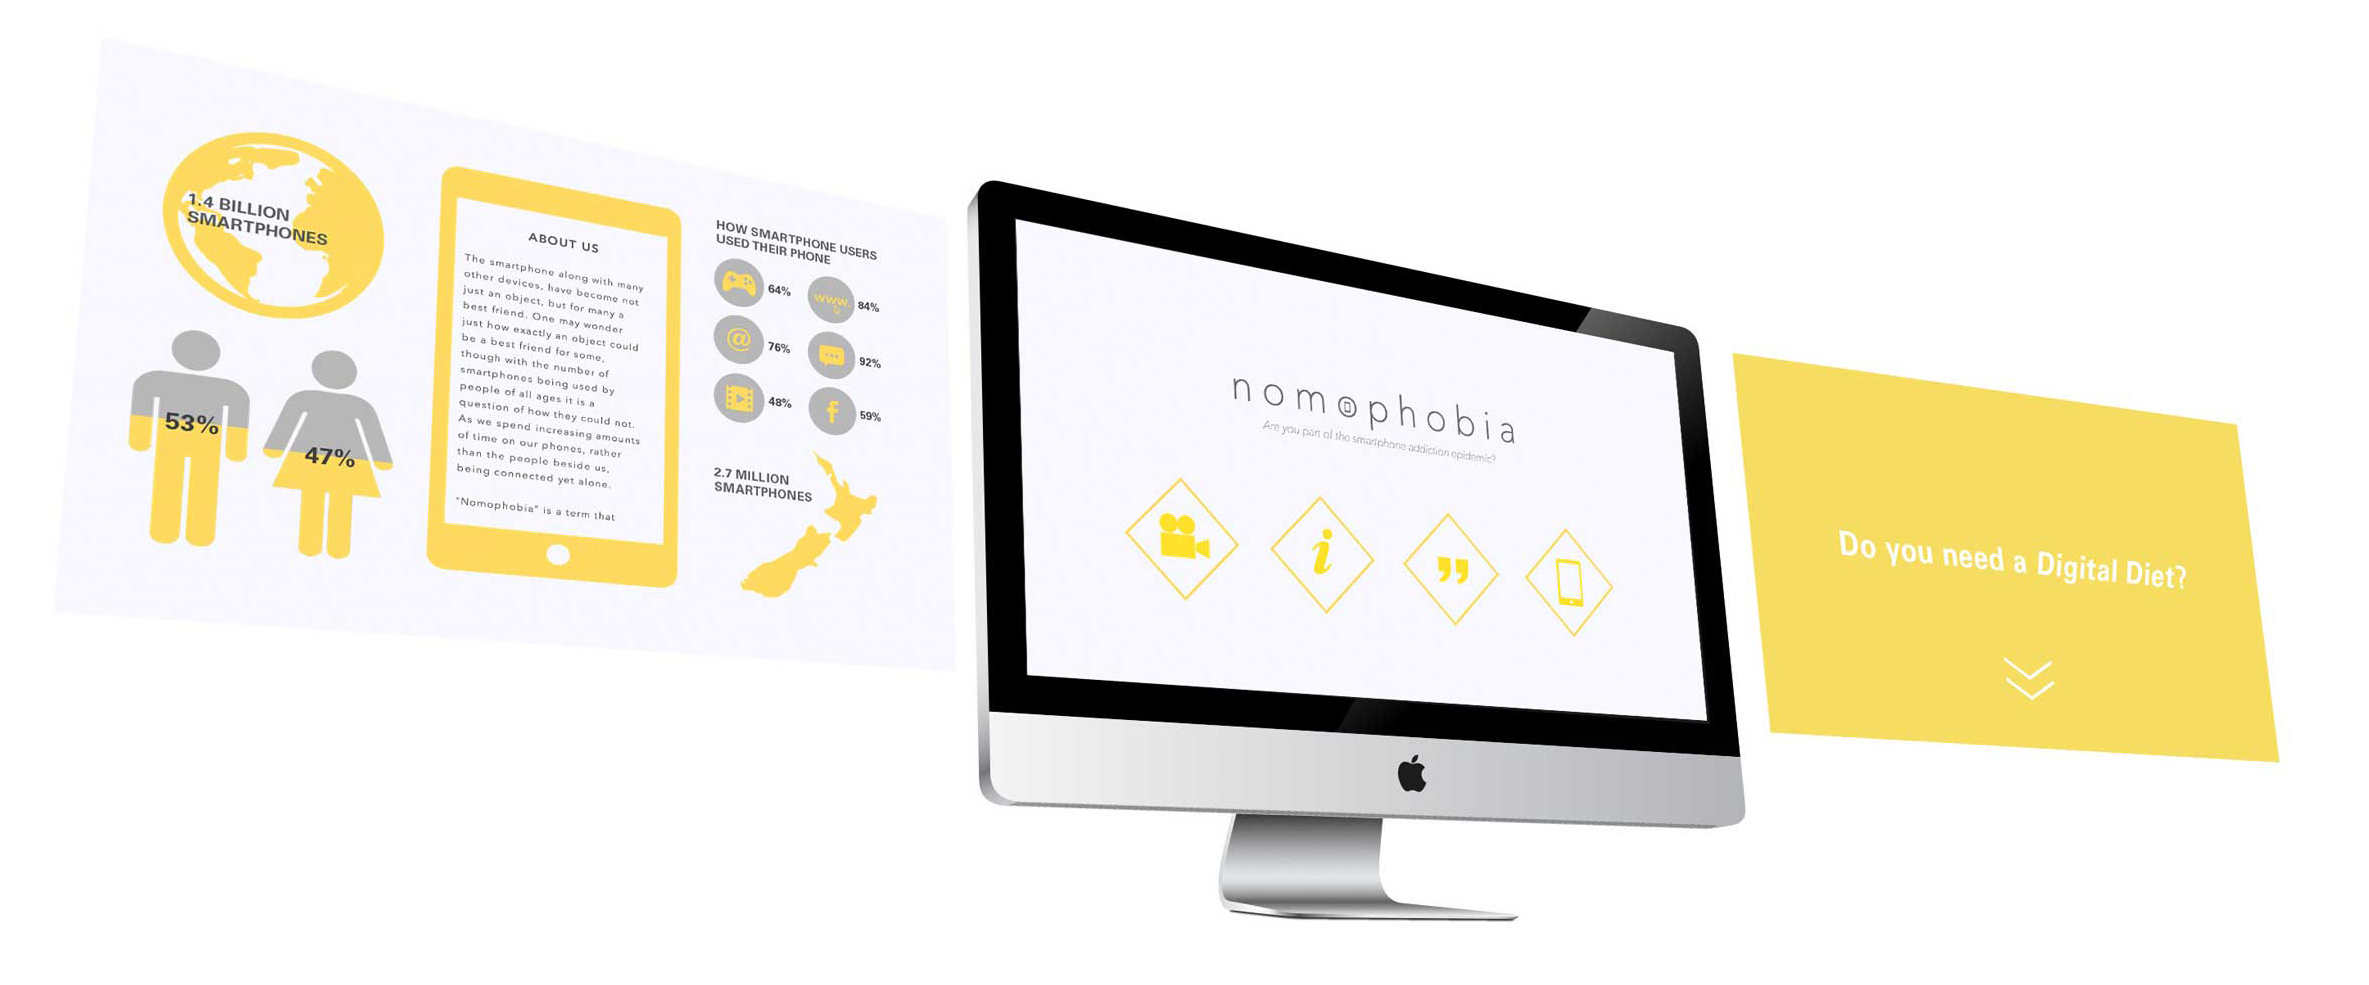 1.4 BILLION
SMARTPHONES
53%
47%
ABOUT US
The smartphone along with many
other devices, have become not
just an object, but for many a
best friend. One may wonder
just how exactly an object could
be a best friend for some,
though with the number of
smartphones being used by
people of all ages it is a
question of how they could not.
As we spend increasing amounts
of time on our phones, rather
than the people beside us,
being connected yet alone.
"Nomophobia" is a term that
HOW SMARTPHONE USERS
USED THEIR PHONE
64%
www.
84%
@
76%
92%
48%
f
59%
2.7 MILLION
SMARTPHONES
nomophobia
Are you part of the smartphone addiction epidemic?
i
Do you need a Digital Diet?